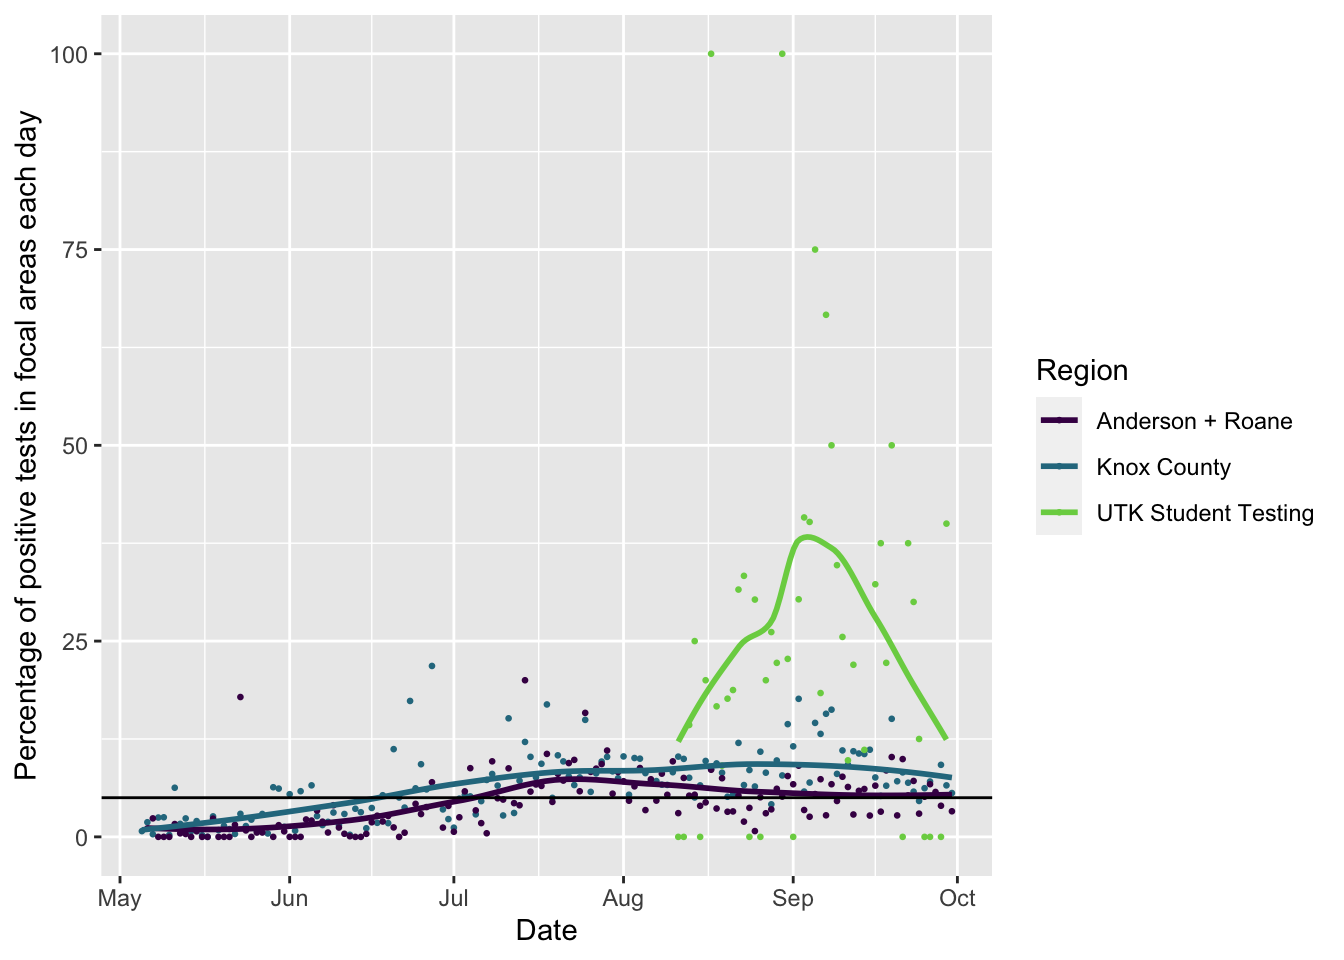 Percentage of positive tests in focal areas each day
100
75
50
25
0
May Jun Jul Aug Sep Oct
Date
Region
Anderson + Roane
Knox County
UTK Student Testing